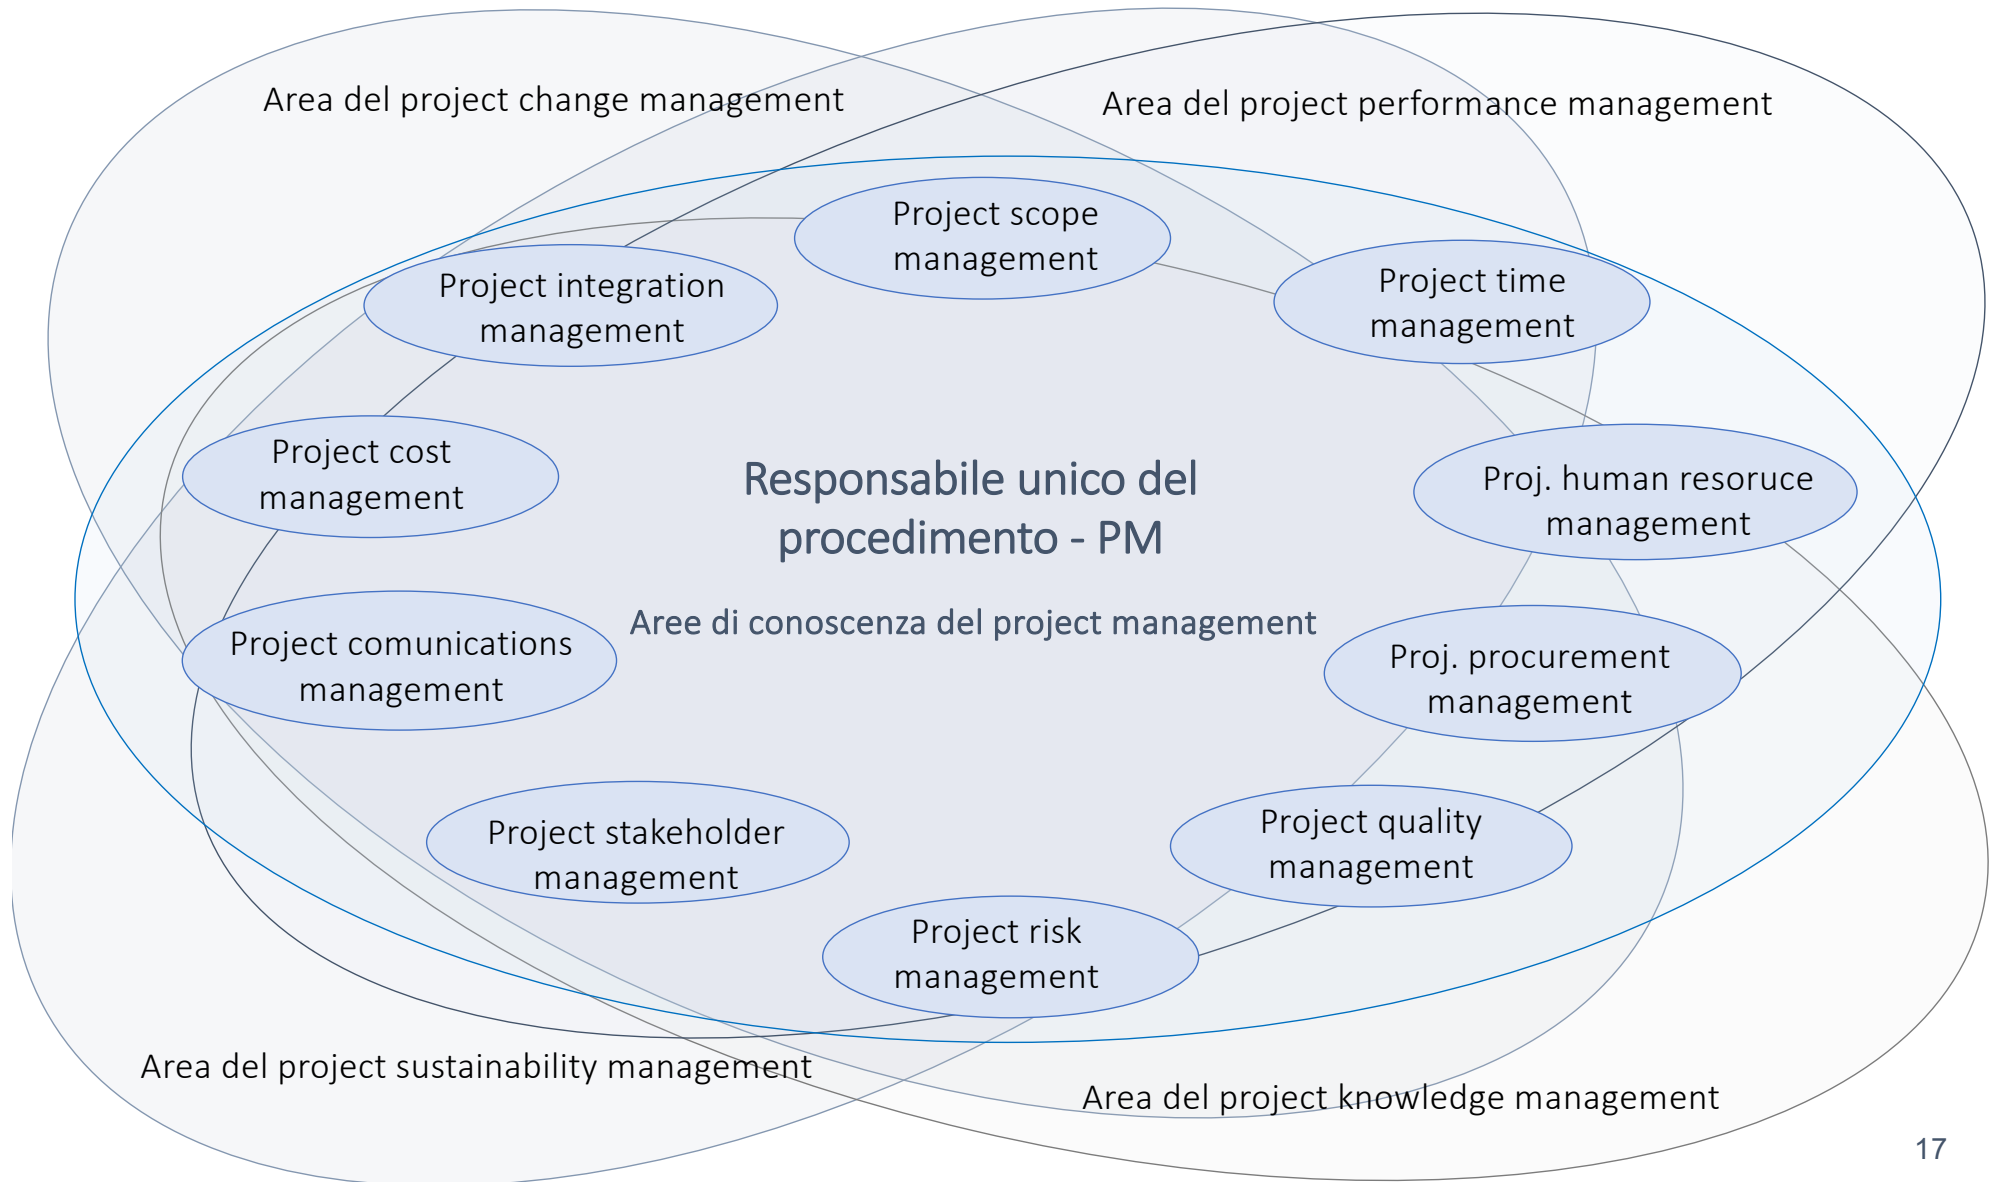 Area del project change management
Area del project performance management
Project scope
management
Project integration
management
Project time
management
Project cost
management
Responsabile unico del
procedimento - PM
Proj. human resoruce
management
Aree di conoscenza del project management
Project comunications
management
Proj. procurement
management
Project stakeholder
management
Project quality
management
Project risk
management
Area del project sustainability management
Area del project knowledge management
17